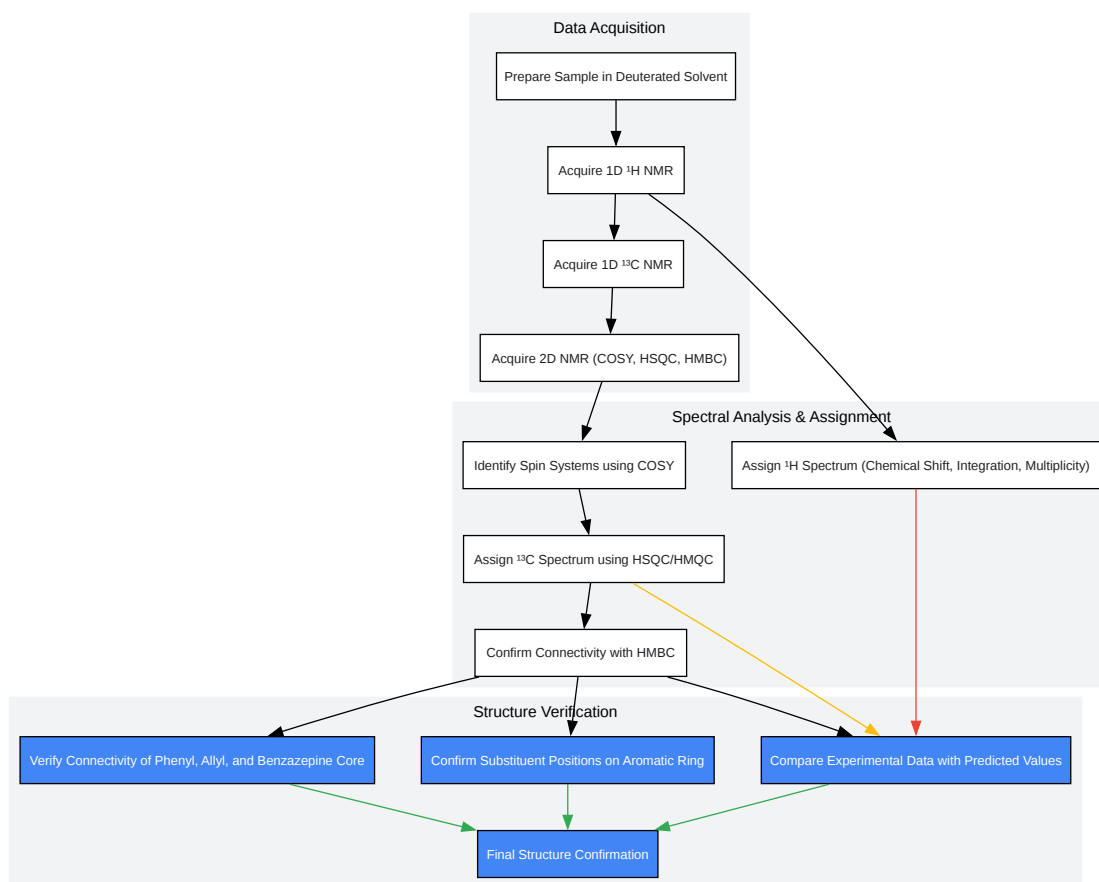 Data Acquisition
Prepare Sample in Deuterated Solvent
Acquire 1D ¹H NMR
Acquire 1D ¹³C NMR
Acquire 2D NMR (COSY, HSQC, HMBC)
Spectral Analysis & Assignment
Identify Spin Systems using COSY
Assign ¹H Spectrum (Chemical Shift, Integration, Multiplicity)
Assign ¹³C Spectrum using HSQC/HMQC
Confirm Connectivity with HMBC
Structure Verification
Verify Connectivity of Phenyl, Allyl, and Benzazepine Core
Confirm Substituent Positions on Aromatic Ring
Compare Experimental Data with Predicted Values
Final Structure Confirmation